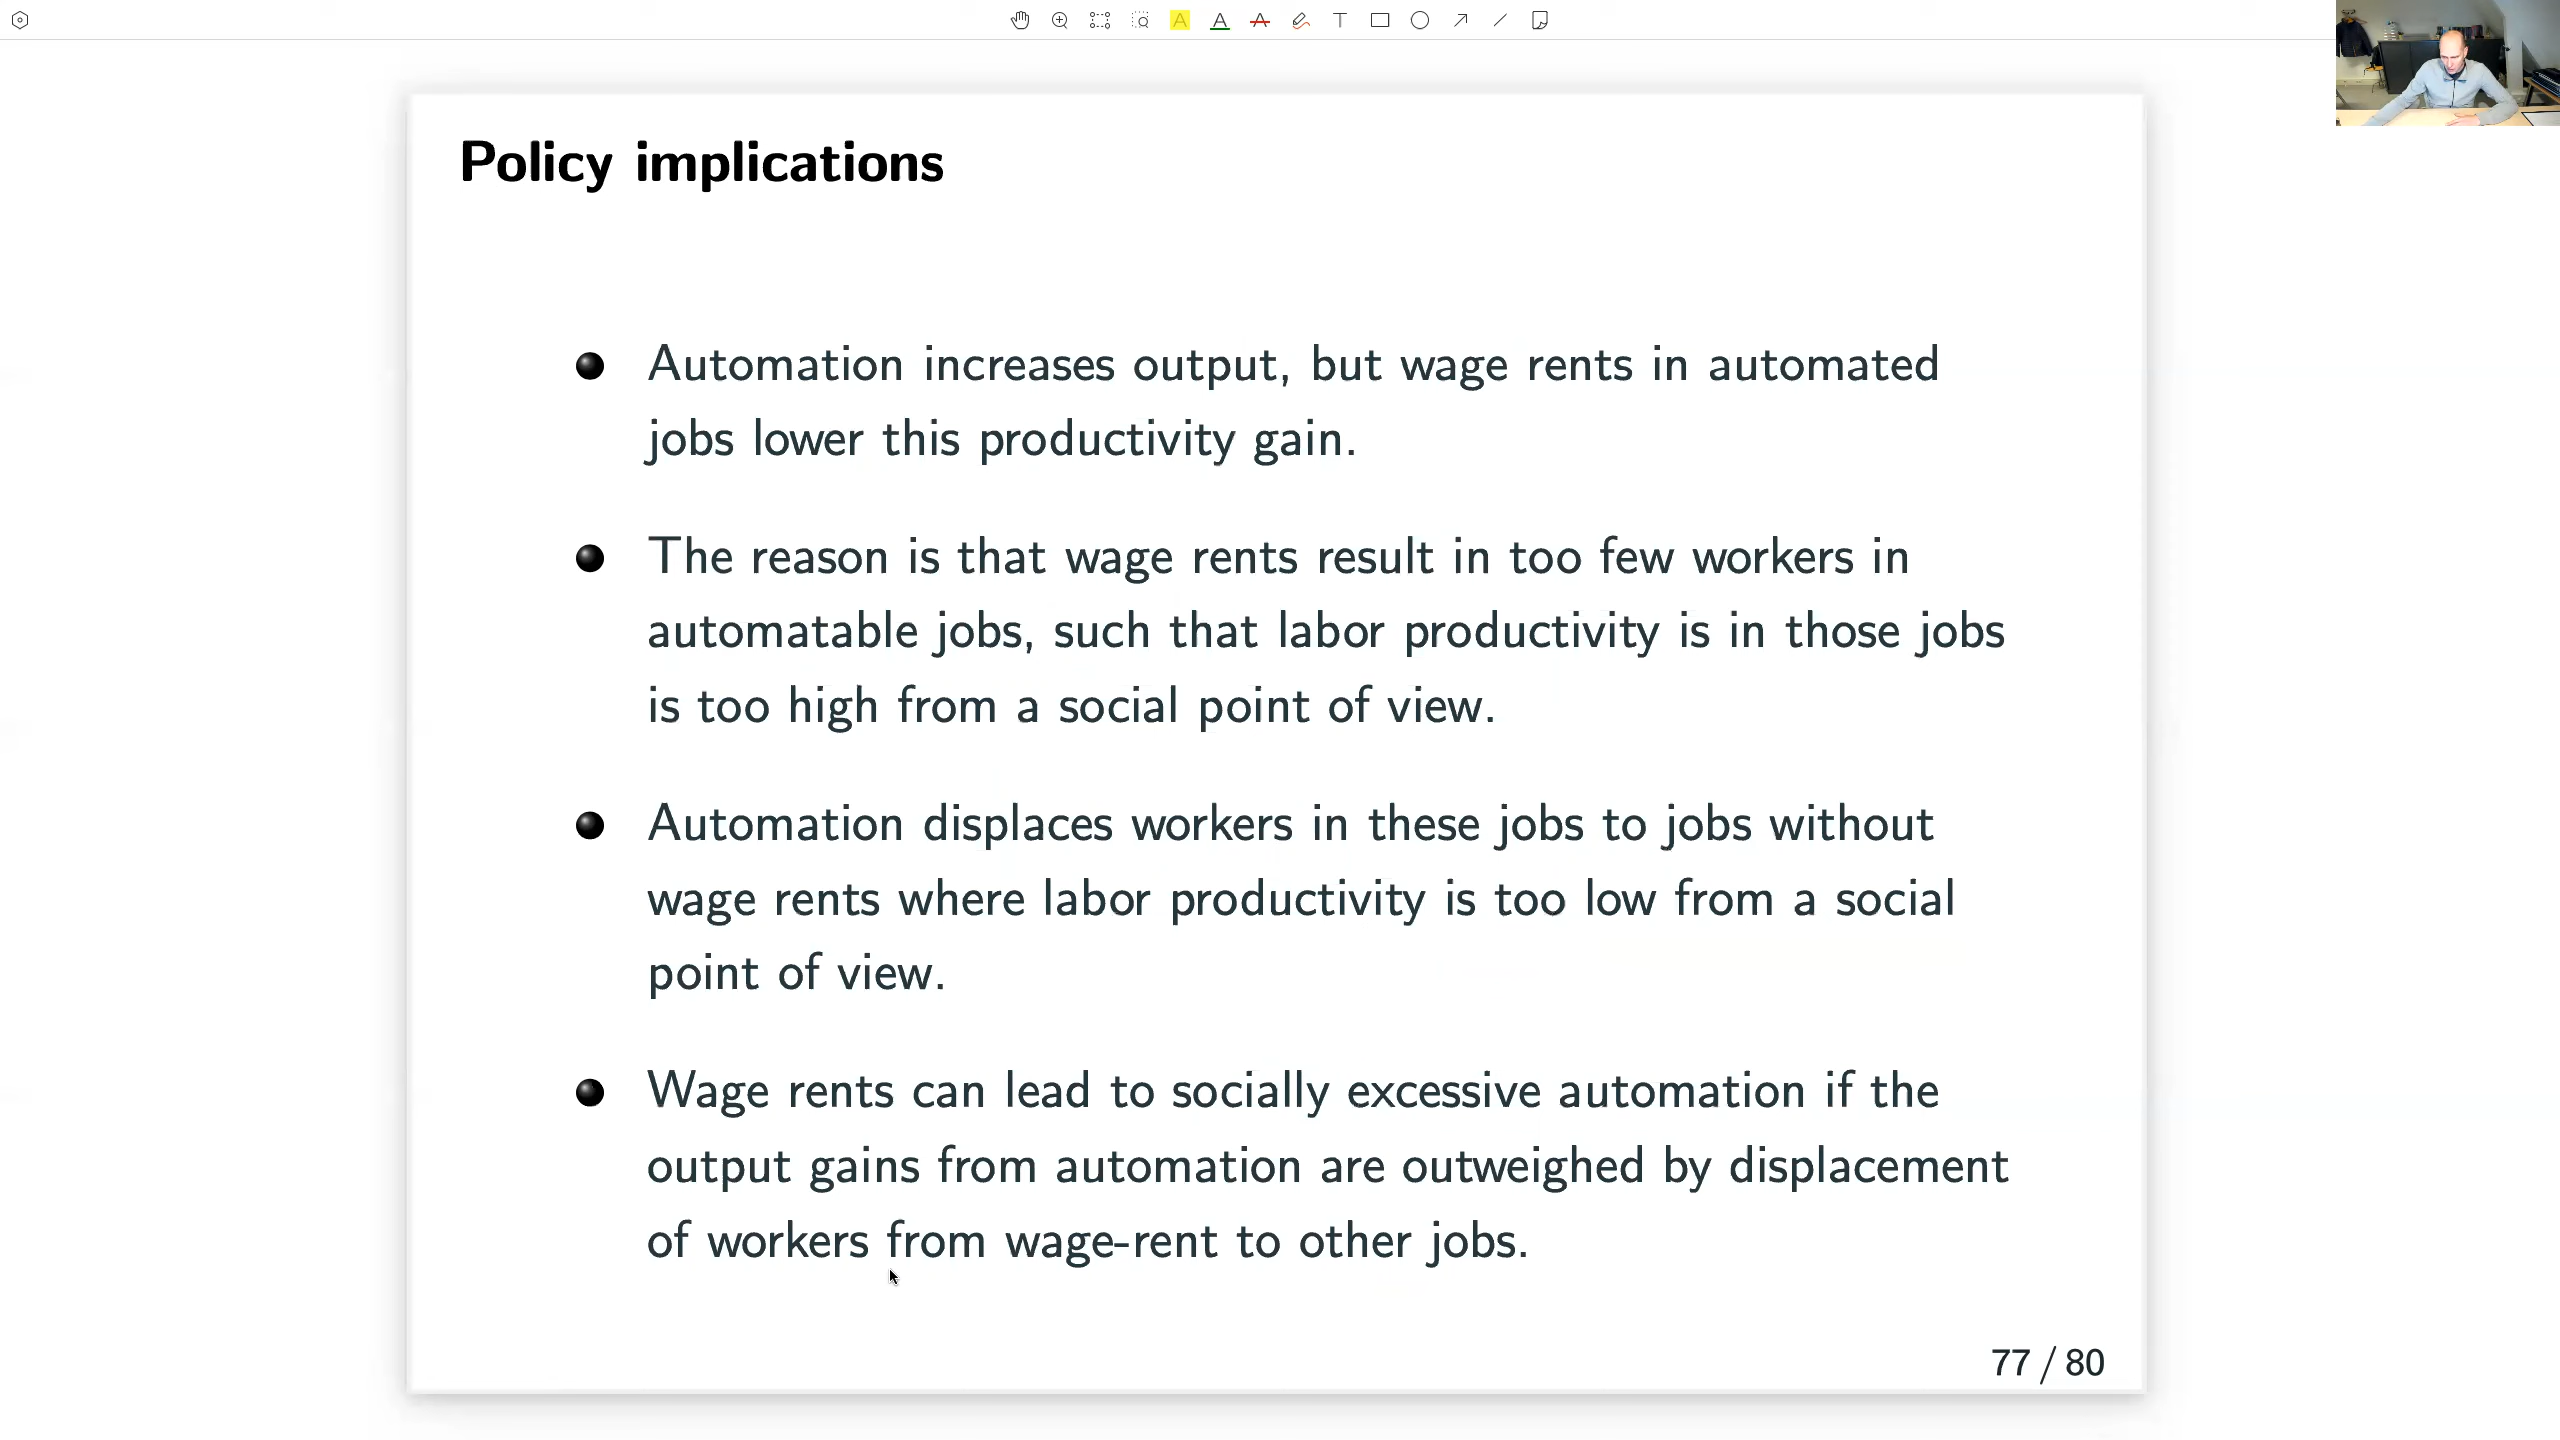 Policy implications
Automation increases output, but wage rents in automated
jobs lower this productivity gain.
The reason is that wage rents result in too few workers in
automatable jobs, such that labor productivity is in those jobs
is too high from a social point of view.
Automation displaces workers in these jobs to jobs without
wage rents where labor productivity is too low from a social
point of view.
Wage rents can lead to socially excessive automation if the
output gains from automation are outweighed by displacement
of workers from wage-rent to other jobs.
77 / 80